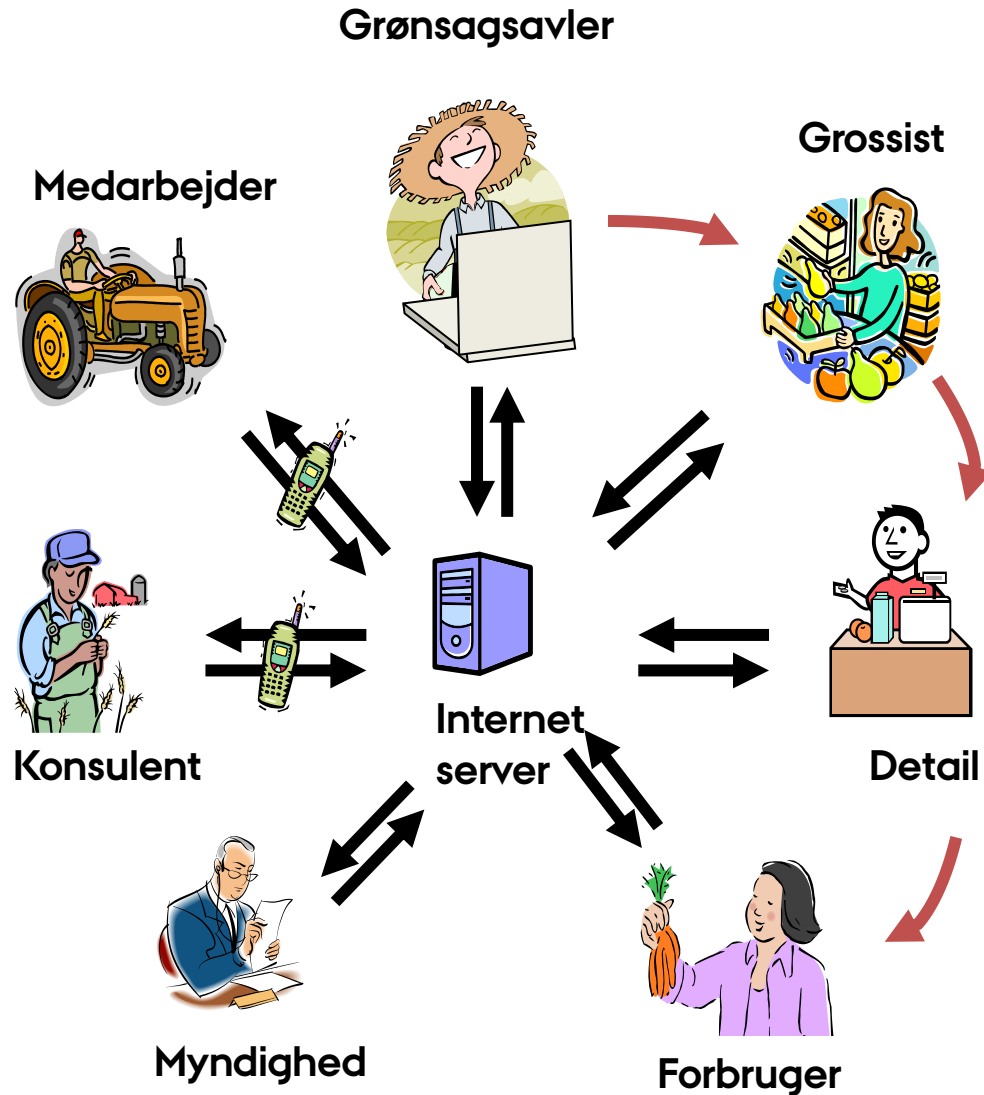 Grønsagsavler
Grossist
Medarbejder
Internet
server
Konsulent
Detail
Myndighed
Forbruger